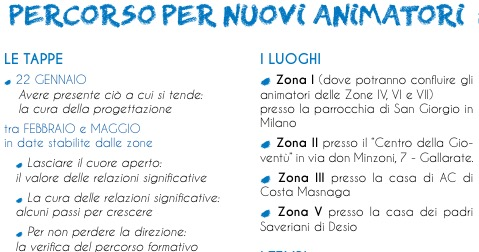 PERCORSO PER NUOVI ANIMATORI
LE TAPPE
22 GENNAIO
Avere presente ciò a cui si tende:
la cura della progettazione
tra FEBBRAIO e MAGGIO
in date stabilite dalle zone
Lasciare il cuore aperto:
il valore delle relazioni significative
La cura delle relazioni significative:
alcuni passi per crescere
Per non perdere la direzione:
la verifica del percorso formativo
I LUOGHI
Zona I (dove potranno confluire gli
animatori delle Zone IV, VI e VII)
presso la parrocchia di San Giorgio in
Milano
Zona II presso il "Centro della Gio-
ventù" in via don Minzoni, 7 - Gallarate.
Zona III presso la casa di AC di
Costa Masnaga
Zona V presso la casa dei padri
Saveriani di Desio